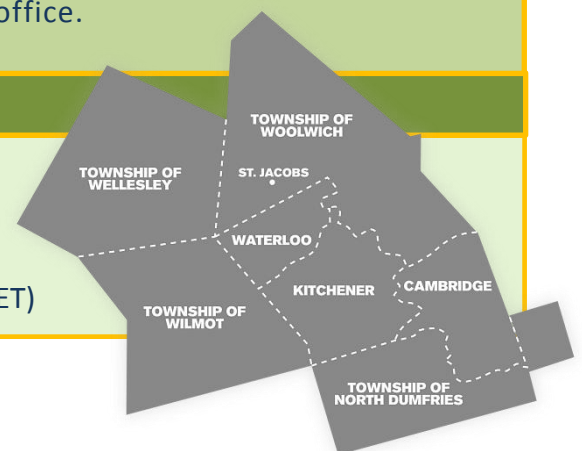 office.
TOWNSHIP OF
WOOLWICH
TOWNSHIP OF
WELLESLEY
ST. JACOBS
WATERLOO
KITCHENER
CAMBRIDGE
ET)
TOWNSHIP OF
WILMOT
TOWNSHIP OF
NORTH DUMFRIES